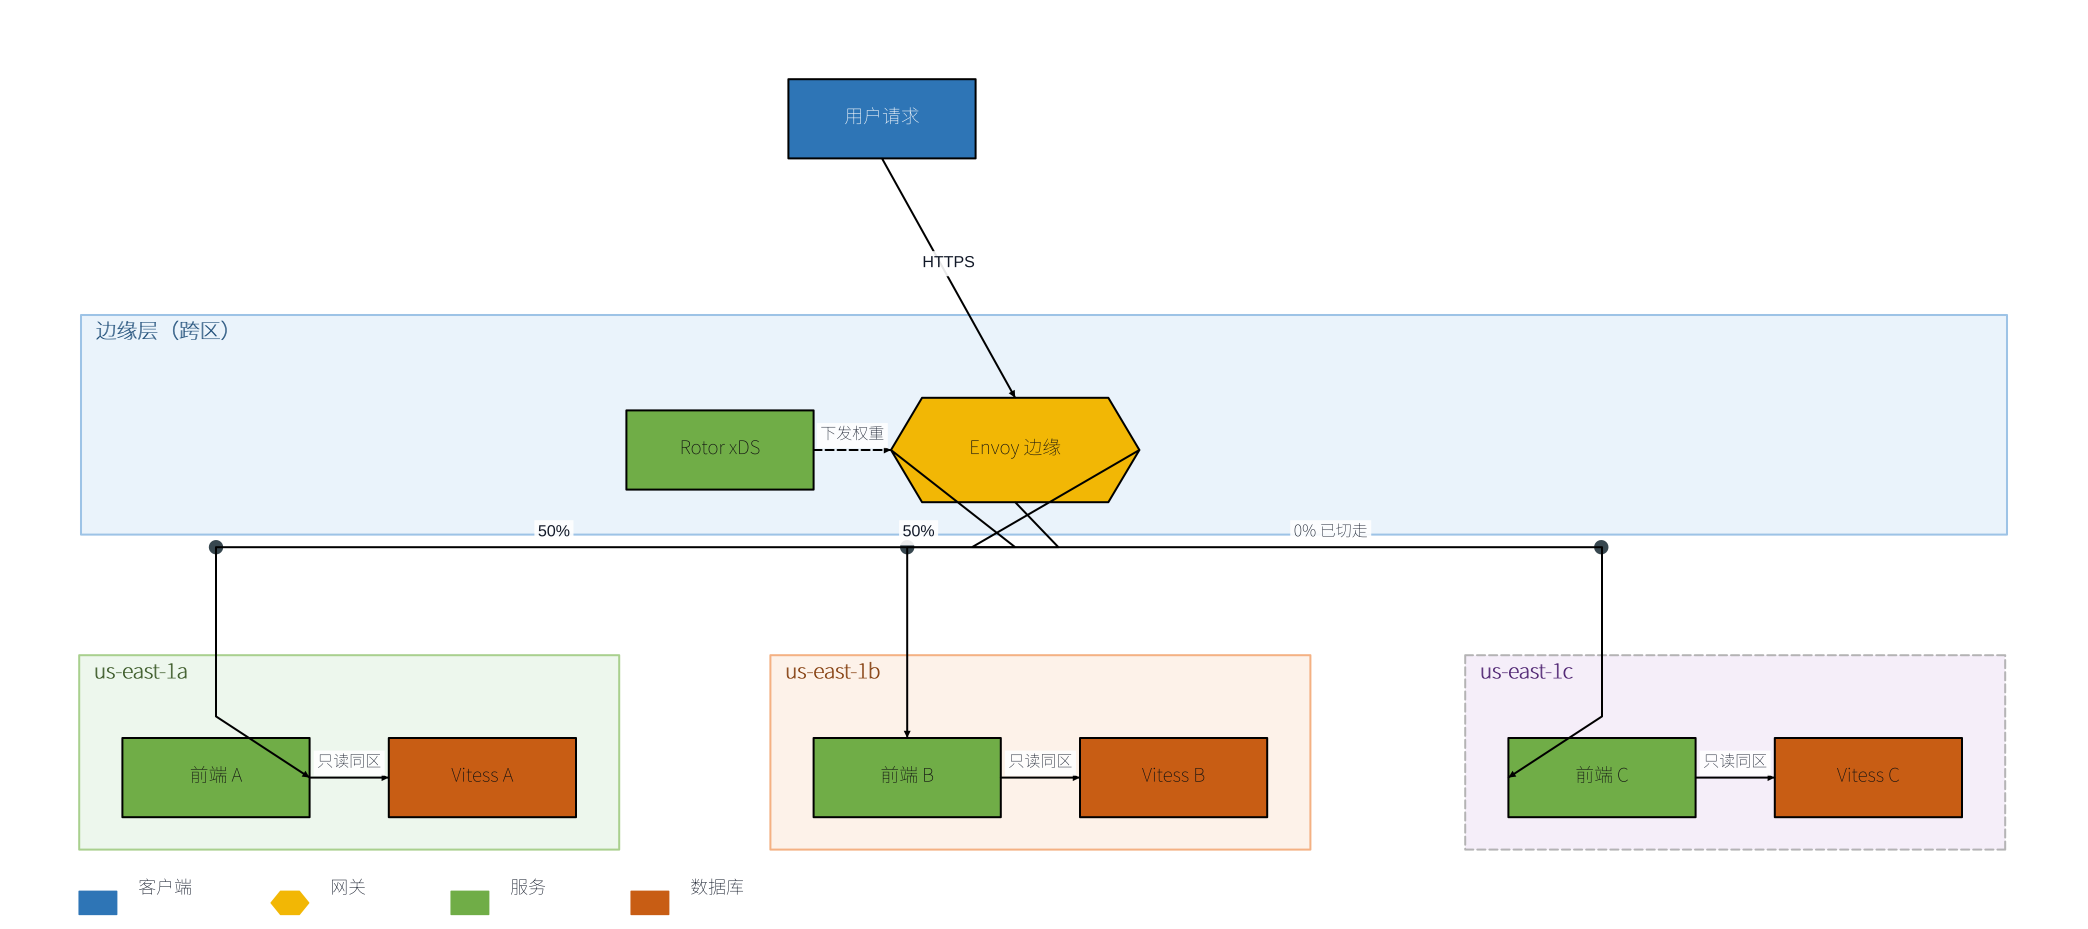 用户请求
HTTPS
边缘层（跨区）
Rotor xDS
下发权重
Envoy 边缘
50%
50%
0% 已切走
us-east-1a
us-east-1b
us-east-1c
前端 A
只读同区
Vitess A
前端 B
只读同区
Vitess B
前端 C
只读同区
Vitess C
客户端
网关
服务
数据库